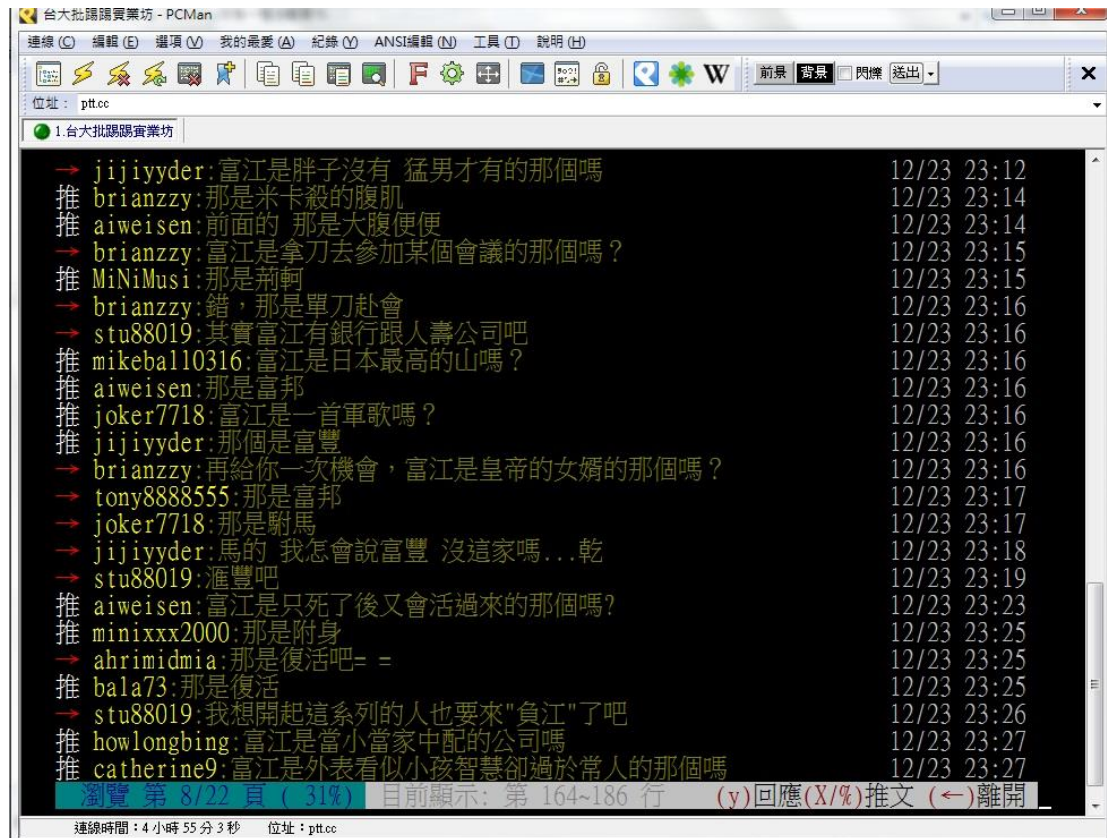 台大批踢踢實業坊 - PCMan
連線(C) 編輯(E) 選項(V) 我的最愛(A) 紀錄(Y) ANSI編輯(N) 工具(T) 說明(H)
F W 前景 背景 閃爍 送出
位址: ptt.cc
1.台大批踢踢實業坊
→ jijiyyder:富江是胖子沒有 猛男才有的那個嗎 12/23 23:12
推 brianzzy:那是米卡殺的腹肌 12/23 23:14
推 aiweisen:前面的 那是大腹便便 12/23 23:14
→ brianzzy:富江是拿刀去參加某個會議的那個嗎？ 12/23 23:15
推 MiNiMusi:那是荊軻 12/23 23:15
→ brianzzy:錯，那是單刀赴會 12/23 23:16
→ stu88019:其實富江有銀行跟人壽公司吧 12/23 23:16
推 mikeball0316:富江是日本最高的山嗎？ 12/23 23:16
推 aiweisen:那是富邦 12/23 23:16
推 joker7718:富江是一首軍歌嗎？ 12/23 23:16
推 jijiyyder:那個是富豐 12/23 23:16
→ brianzzy:再給你一次機會，富江是皇帝的女婿的那個嗎？ 12/23 23:16
→ tony8888555:那是富邦 12/23 23:17
→ joker7718:那是駙馬 12/23 23:17
→ jijiyyder:馬的 我怎會說富豐 沒這家嗎...乾 12/23 23:18
→ stu88019:滙豐吧 12/23 23:19
推 aiweisen:富江是只死了後又會活過來的那個嗎? 12/23 23:23
推 minixxx2000:那是附身 12/23 23:25
→ ahrimidmia:那是復活吧= = 12/23 23:25
推 bala73:那是復活 12/23 23:25
→ stu88019:我想開起這系列的人也要來"負江"了吧 12/23 23:26
推 howlongbing:富江是當小當家中配的公司嗎 12/23 23:27
推 catherine9:富江是外表看似小孩智慧卻過於常人的那個嗎 12/23 23:27
瀏覽 第 8/22 頁 ( 31%) 目前顯示: 第 164~186 行 (y)回應(X/%)推文 (←)離開
連線時間：4 小時 55 分 3 秒 位址：ptt.cc